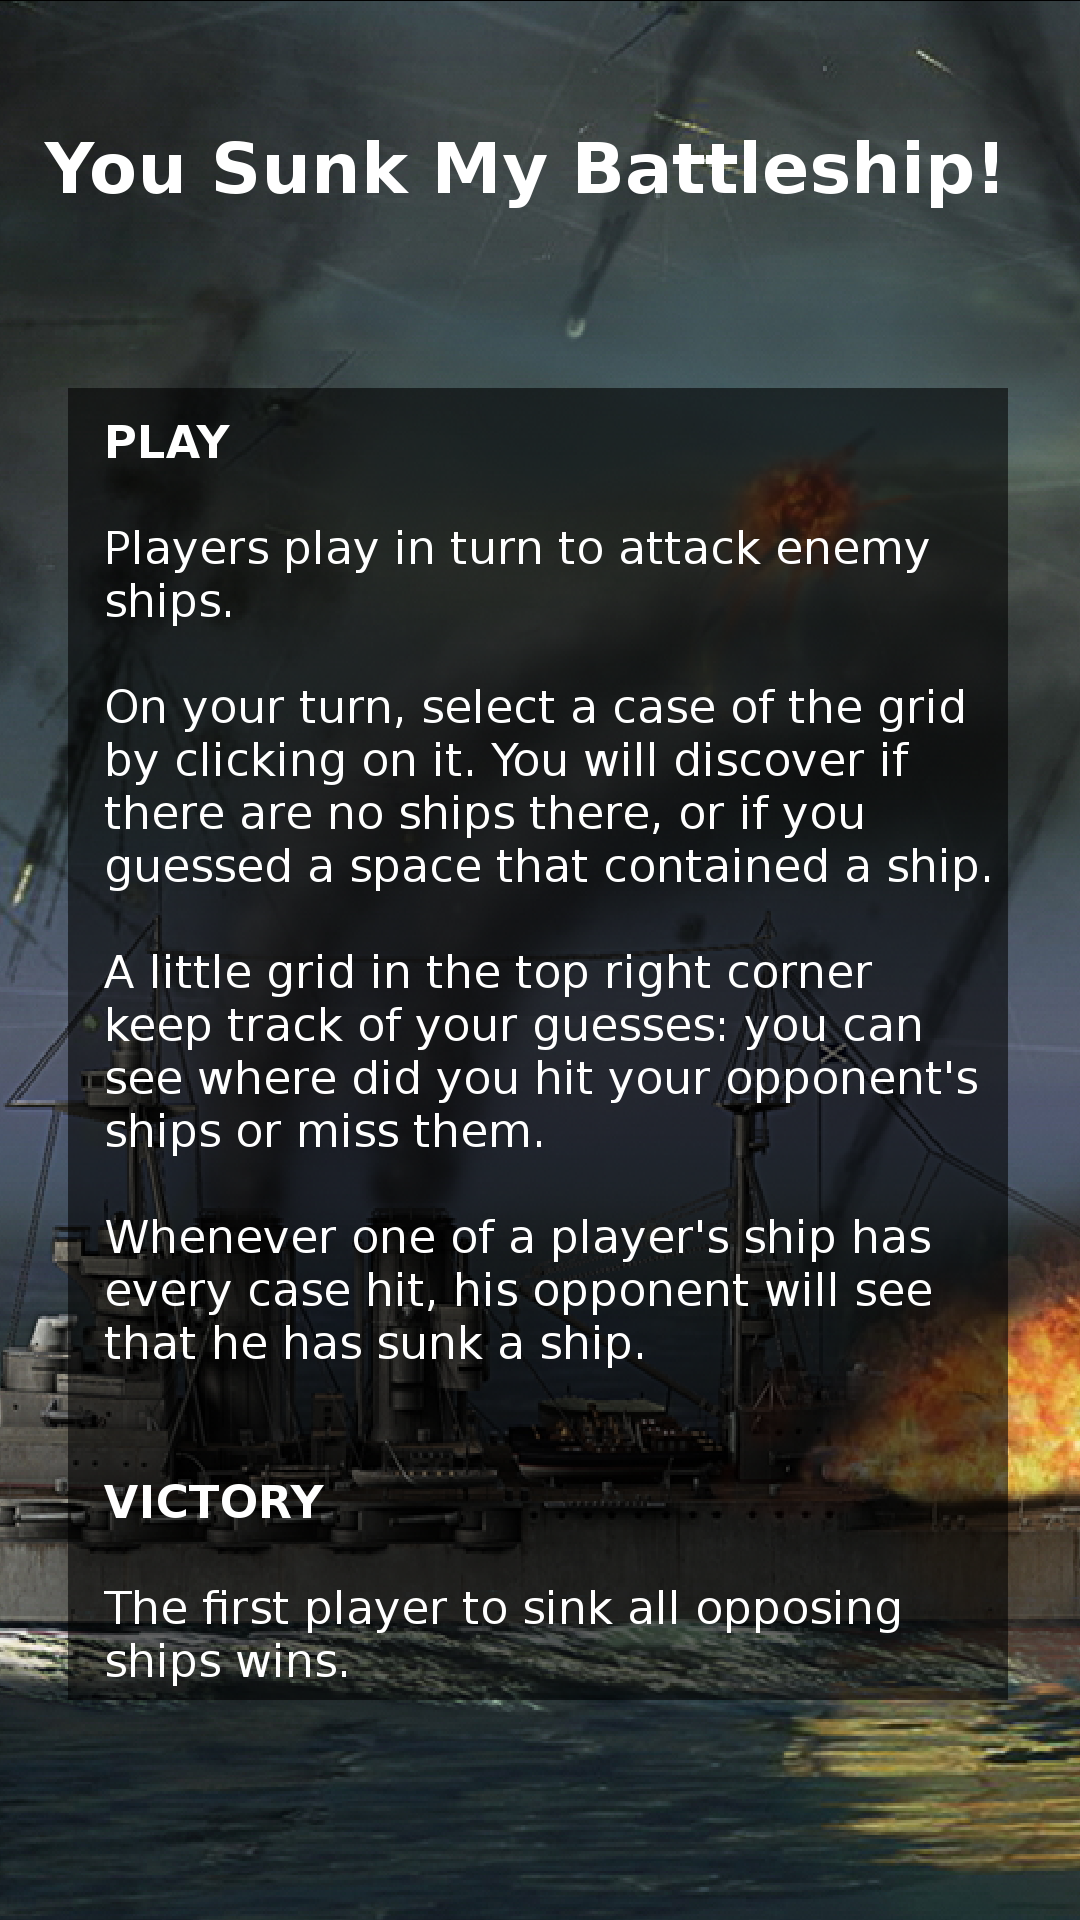 You Sunk My Battleship!
PLAY
Players play in turn to attack enemy
ships.
On your turn, select a case of the grid
by clicking on it. You will discover if
there are no ships there, or if you
guessed a space that contained a ship.
A little grid in the top right corner
keep track of your guesses: you can
see where did you hit your opponent's
ships or miss them.
Whenever one of a player's ship has
every case hit, his opponent will see
that he has sunk a ship.
VICTORY
The first player to sink all opposing
ships wins.